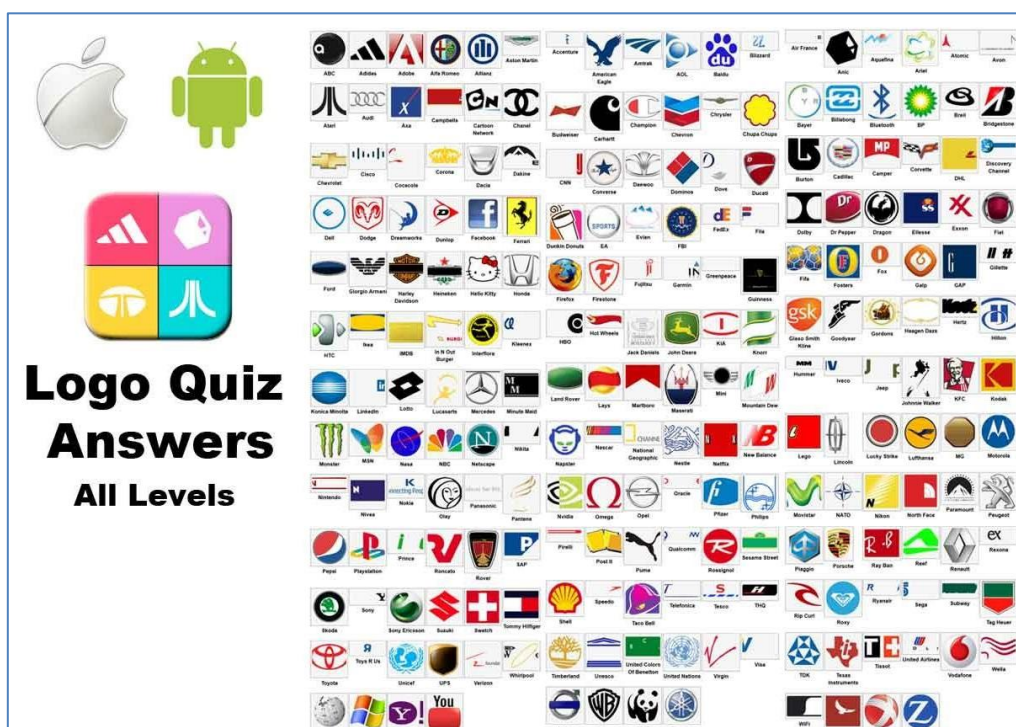 Logo Quiz
Answers
All Levels
ABC Adidas Adobe Alfa Romeo Allianz Aston Martin
Atari Audi Axa Campbells Cartoon Network Chanel
Chevrolet Cisco Cocacola Corona Dacia Dakine
Dell Dodge Dreamworks Dunlop Facebook Ferrari
Ford Giorgio Armani Harley Davidson Heineken Hello Kitty Honda
HTC Ikea IMDB In N Out Burger Interflora Kleenex
Konica Minolta Linkedin Lotto Lucasarts Mercedes Minute Maid
Monster MSN Nasa NBC Netscape Nikita
Nintendo Nivea Nokia Olay Panasonic Pantene
Pepsi Playstation Prince Roncato Rover SAP
Skoda Sony Sony Ericsson Suzuki Swatch Tommy Hilfiger
Toyota Toys R Us Unicef UPS Verizon Whirlpool
You
Accenture American Eagle Amtrak AOL Baidu Blizzard
Budweiser Carhartt Champion Chevron Chrysler Chupa Chups
CNN Converse Daewoo Dominos Dove Ducati
Dunkin Donuts EA Evian FBI FedEx Fila
Firefox Firestone Fujitsu Garmin Greenpeace Guinness
HBO Hot Wheels Jack Daniels John Deere KIA Knorr
Land Rover Lays Marlboro Maserati Mini Mountain Dew
Napster Nascar National Geographic Nestle Netflix New Balance
Nvidia Omega Opel Oracle Pfizer Philips
Pirelli Post It Puma Qualcomm Rossignol Sesame Street
Shell Speedo Taco Bell Telefonica Tesco THQ
Timberland Unesco United Colors Of Benetton United Nations Virgin Visa
Air France Anic Aquafina Ariel Atomic Avon
Bayer Billabong Bluetooth BP Breil Bridgestone
Burton Cadillac Camper Corvette DHL Discovery Channel
Dolby Dr Pepper Dragon Ellesse Exxon Fiat
Fifa Fosters Fox Galp GAP Gillette
Glaxo Smith Kline Goodyear Gordons Haagen Dazs Hertz Hilton
Hummer Iveco Jeep Johnnie Walker KFC Kodak
Lego Lincoln Lucky Strike Lufthansa MG Motorola
Movistar NATO Nikon North Face Paramount Peugeot
Piaggio Porsche Ray Ban Reef Renault Rexona
Rip Curl Roxy Ryanair Sega Subway Tag Heuer
TDK Texas Instruments Tissot United Airlines Vodafone Wella
WIFI